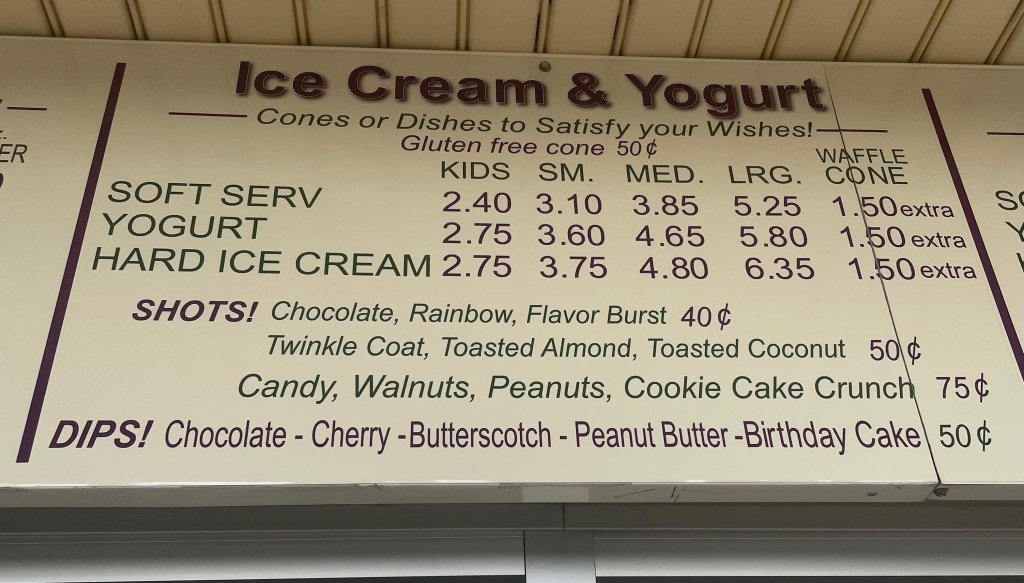 Ice Cream & Yogurt
Cones or Dishes to Satisfy your Wishes!
Gluten free cone 50¢
KIDS SM. MED. LRG. WAFFLE CONE
SOFT SERV 2.40 3.10 3.85 5.25 1.50 extra
YOGURT 2.75 3.60 4.65 5.80 1.50 extra
HARD ICE CREAM 2.75 3.75 4.80 6.35 1.50 extra
SHOTS! Chocolate, Rainbow, Flavor Burst 40¢
Twinkle Coat, Toasted Almond, Toasted Coconut 50¢
Candy, Walnuts, Peanuts, Cookie Cake Crunch 75¢
DIPS! Chocolate - Cherry -Butterscotch - Peanut Butter -Birthday Cake 50¢